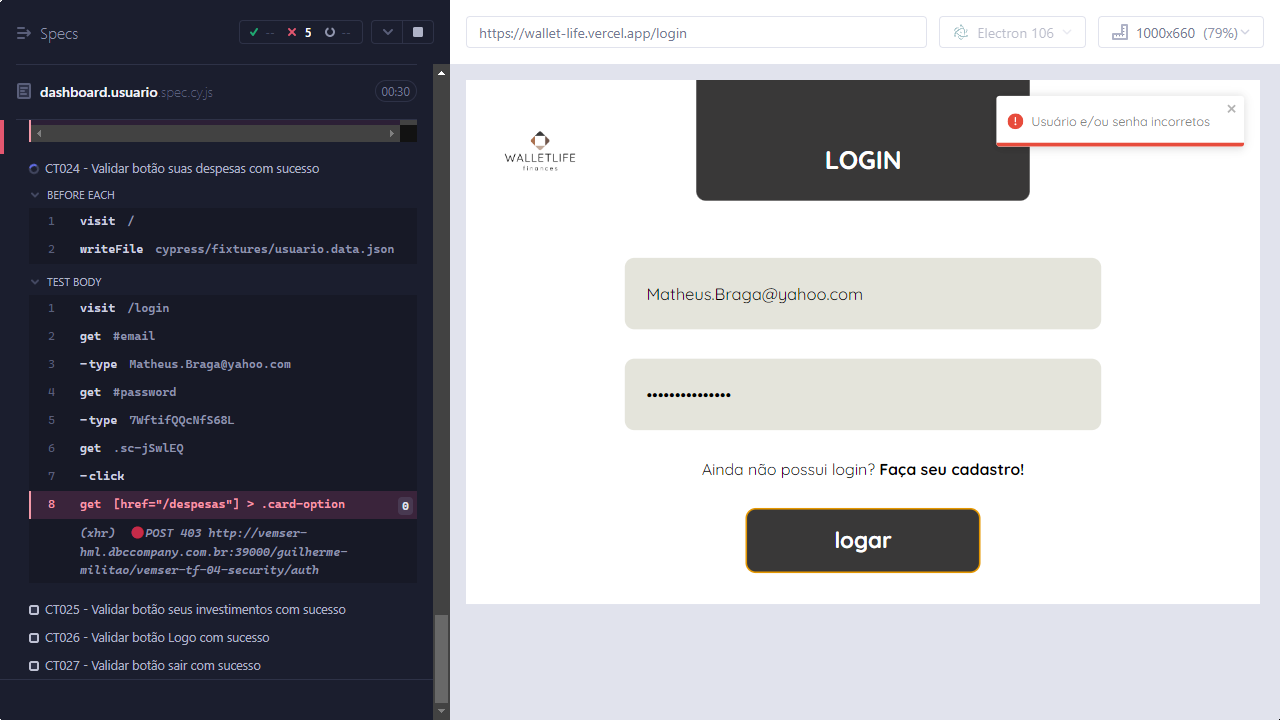 Specs
--
5
--
dashboard.usuario.spec.cy.js
00:30
CT024 - Validar botão suas despesas com sucesso
BEFORE EACH
1 visit /
2 writeFile cypress/fixtures/usuario.data.json
TEST BODY
1 visit /login
2 get #email
3 -type Matheus.Braga@yahoo.com
4 get #password
5 -type 7WftifQQcNfS68L
6 get .sc-jSwlEQ
7 -click
8 get [href="/despesas"] > .card-option 0
(xhr) POST 403 http://vemser-
hml.dbccompany.com.br:39000/guilherme-
militao/vemser-tf-04-security/auth
CT025 - Validar botão seus investimentos com sucesso
CT026 - Validar botão Logo com sucesso
CT027 - Validar botão sair com sucesso
https://wallet-life.vercel.app/login
Electron 106
1000x660 (79%)
WALLETLIFE
finances
LOGIN
Usuário e/ou senha incorretos
Matheus.Braga@yahoo.com
•••••••••••••••
Ainda não possui login? Faça seu cadastro!
logar